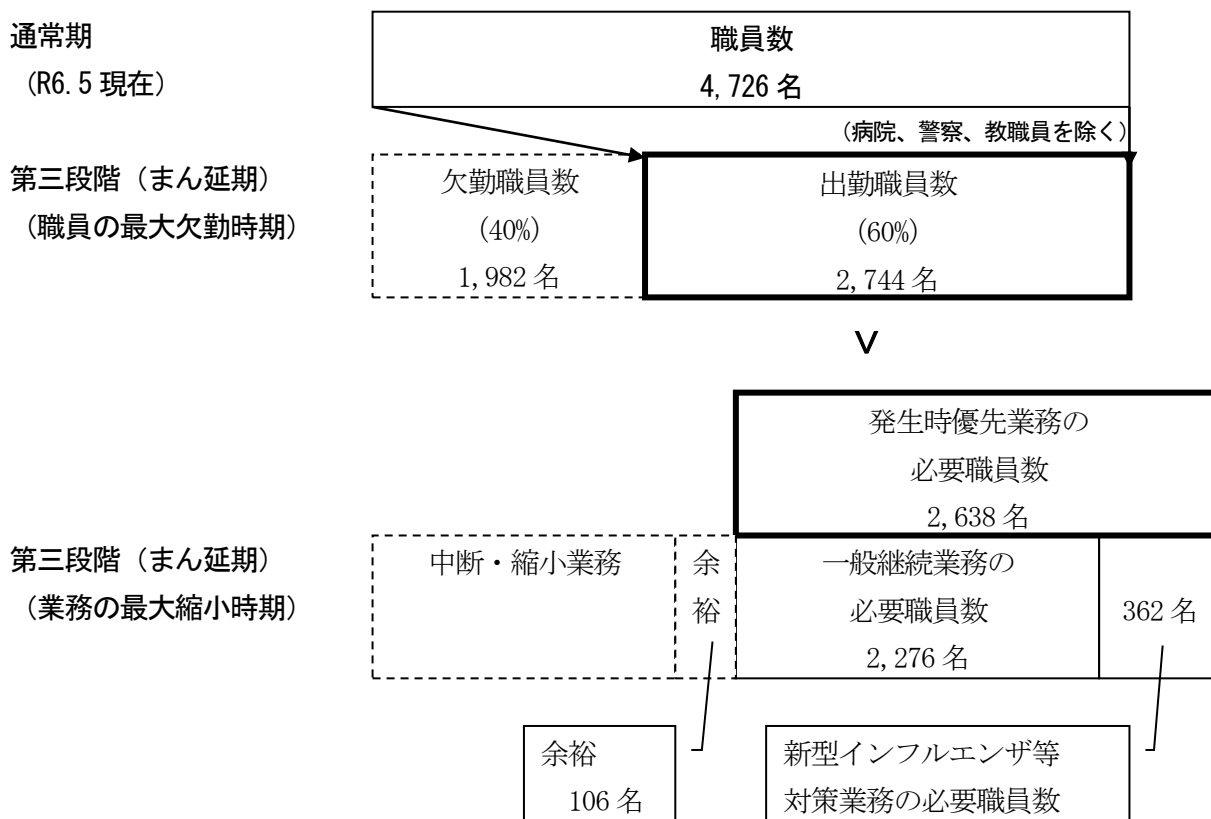 通常期
（R6.5 現在）
職員数
4,726 名
（病院、警察、教職員を除く）
第三段階（まん延期）
（職員の最大欠勤時期）
欠勤職員数
(40%)
1,982 名
出勤職員数
(60%)
2,744 名
∨
発生時優先業務の
必要職員数
2,638 名
第三段階（まん延期）
（業務の最大縮小時期）
中断・縮小業務
余
裕
一般継続業務の
必要職員数
2,276 名
362 名
余裕
106 名
新型インフルエンザ等
対策業務の必要職員数